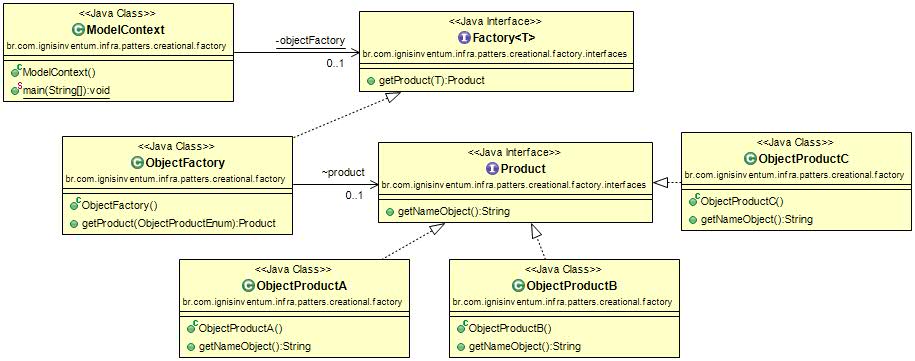 <<Java Class>>
ModelContext
br.com.ignisinventum.infra.patters.creational.factory
ModelContext()
main(String[]):void
-objectFactory
0..1
<<Java Interface>>
Factory<T>
br.com.ignisinventum.infra.patters.creational.factory.interfaces
getProduct(T):Product
<<Java Class>>
ObjectFactory
br.com.ignisinventum.infra.patters.creational.factory
ObjectFactory()
getProduct(ObjectProductEnum):Product
~product
0..1
<<Java Interface>>
Product
br.com.ignisinventum.infra.patters.creational.factory.interfaces
getNameObject():String
<<Java Class>>
ObjectProductC
br.com.ignisinventum.infra.patters.creational.factory
ObjectProductC()
getNameObject():String
<<Java Class>>
ObjectProductA
br.com.ignisinventum.infra.patters.creational.factory
ObjectProductA()
getNameObject():String
<<Java Class>>
ObjectProductB
br.com.ignisinventum.infra.patters.creational.factory
ObjectProductB()
getNameObject():String